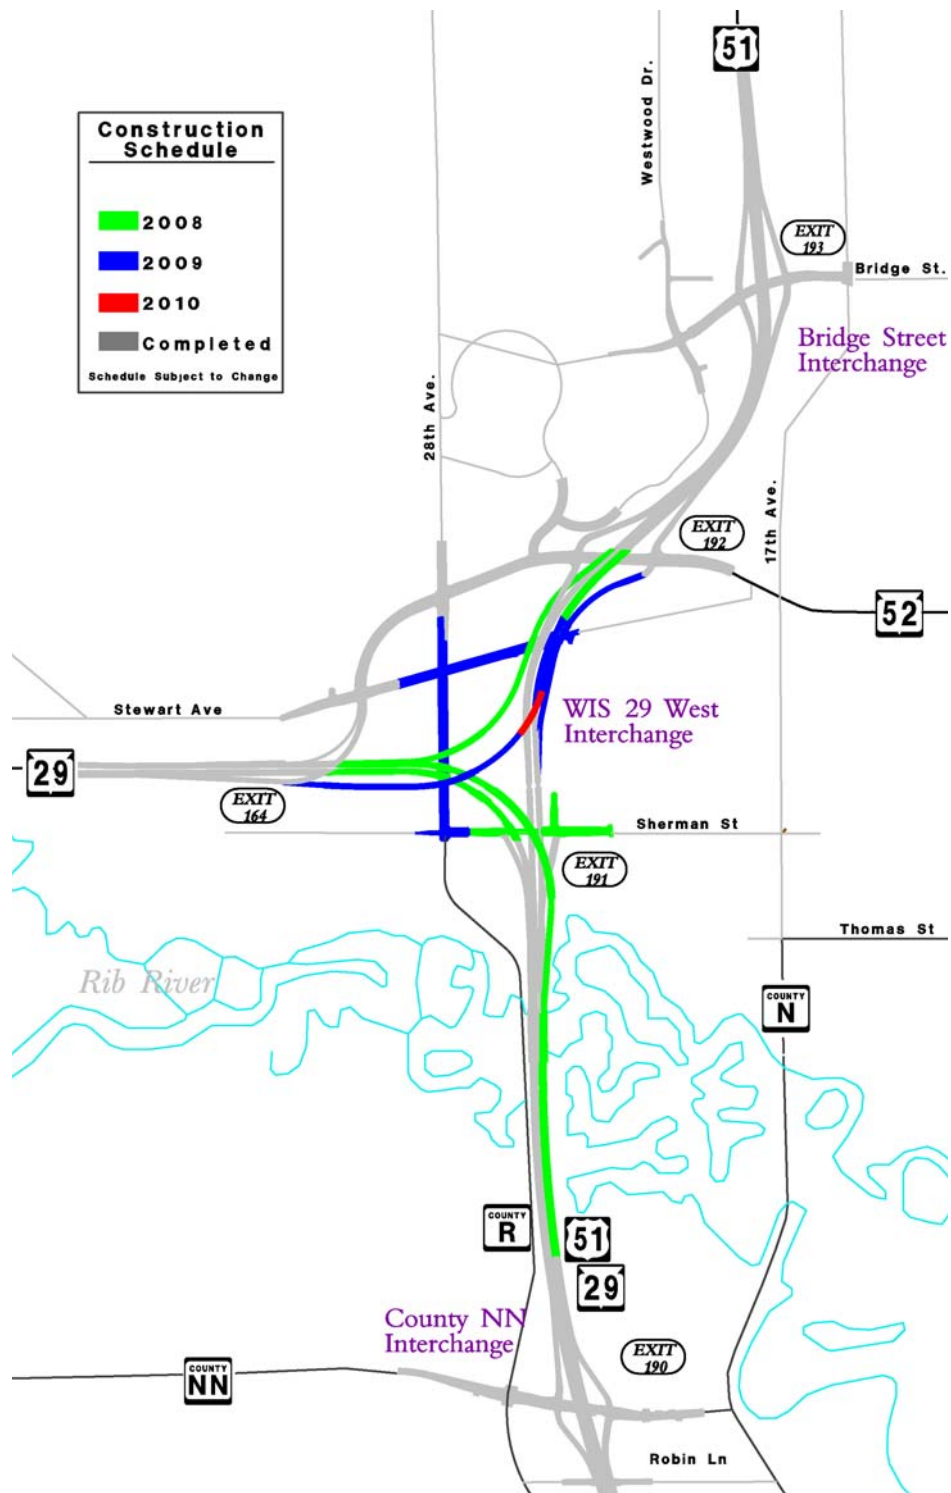 51
Westwood Dr.
Construction
Schedule
2008
2009
2010
Completed
Schedule Subject to Change
EXIT
193
Bridge St.
Bridge Street
Interchange
28th Ave.
17th Ave.
EXIT
192
52
Stewart Ave
WIS 29 West
Interchange
29
EXIT
164
Sherman St
EXIT
191
Thomas St
Rib River
COUNTY
N
COUNTY
R
51
29
County NN
Interchange
EXIT
190
COUNTY
NN
Robin Ln